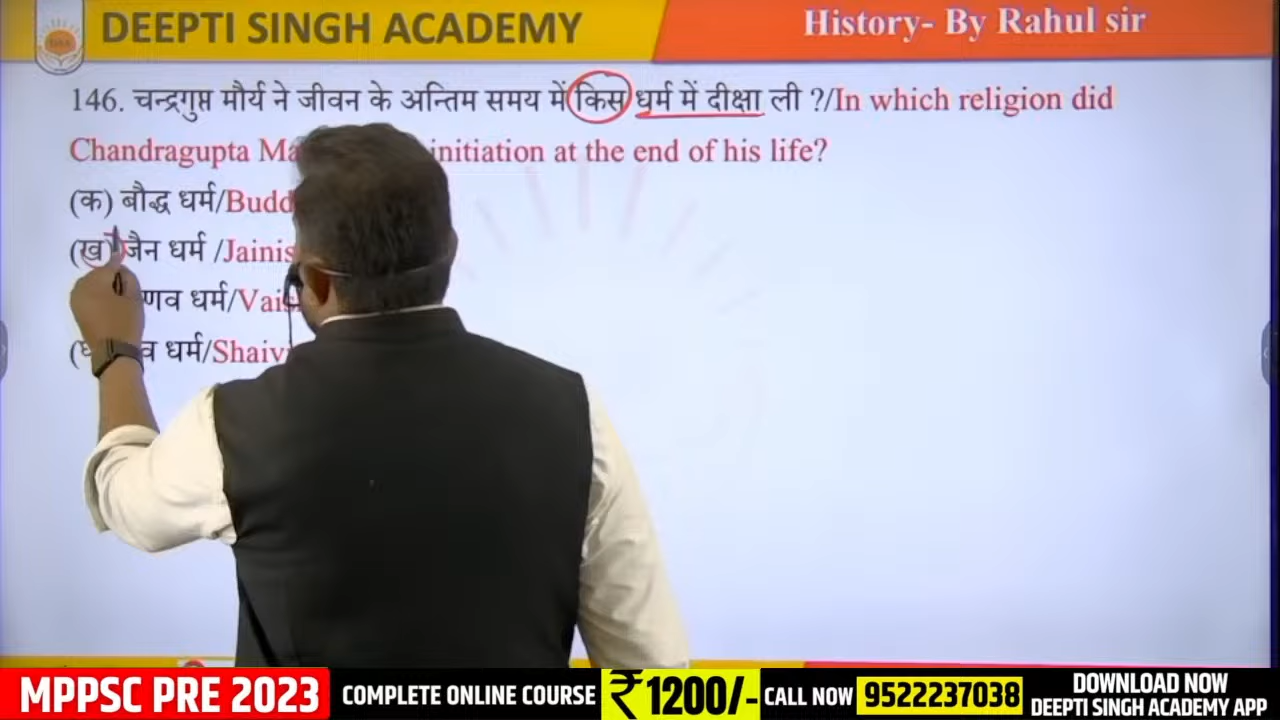 DEEPTI SINGH ACADEMY
History- By Rahul sir
146. चन्द्रगुप्त मौर्य ने जीवन के अन्तिम समय में किस धर्म में दीक्षा ली ?/In which religion did
Chandragupta Ma initiation at the end of his life?
(क) बौद्ध धर्म/Budd
(ख) जैन धर्म /Jainis
णव धर्म/Vais
व धर्म/Shaiv
MPPSC PRE 2023
COMPLETE ONLINE COURSE ₹1200/- CALL NOW 9522237038
DOWNLOAD NOW
DEEPTI SINGH ACADEMY APP